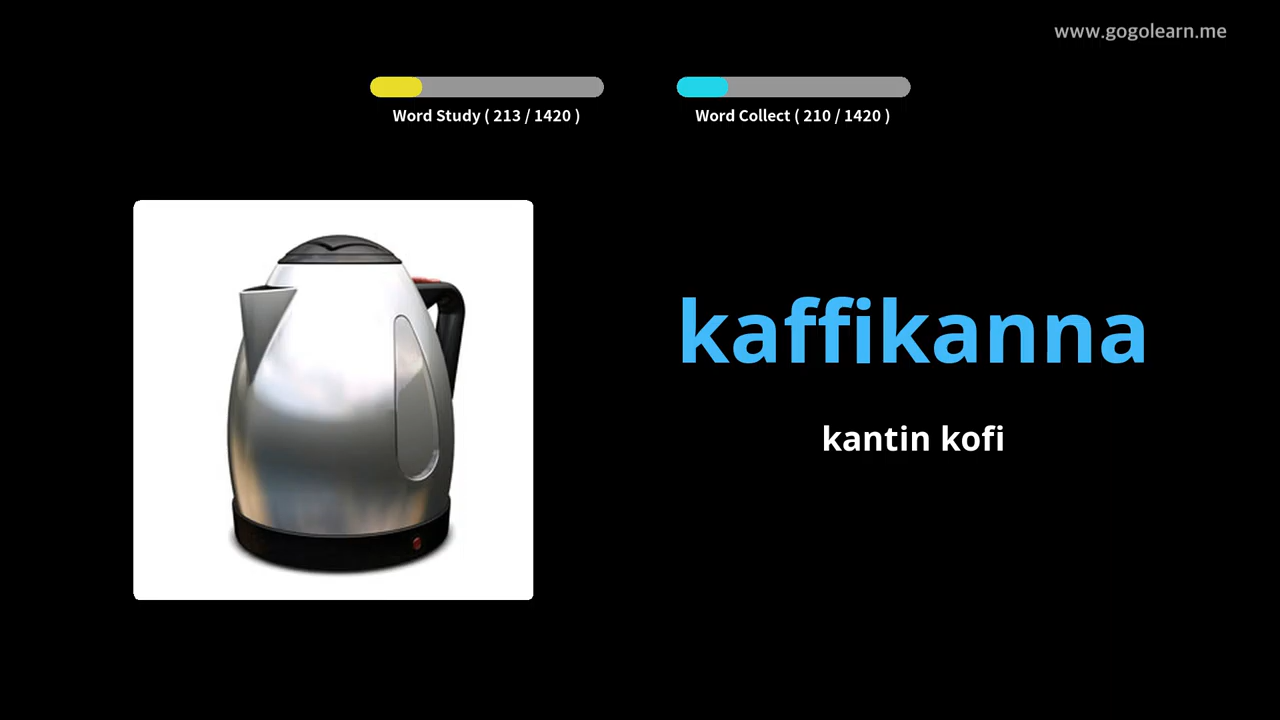 www.gogolearn.me
Word Study ( 213 / 1420 )
Word Collect ( 210 / 1420 )
kaffikanna
kantin kofi